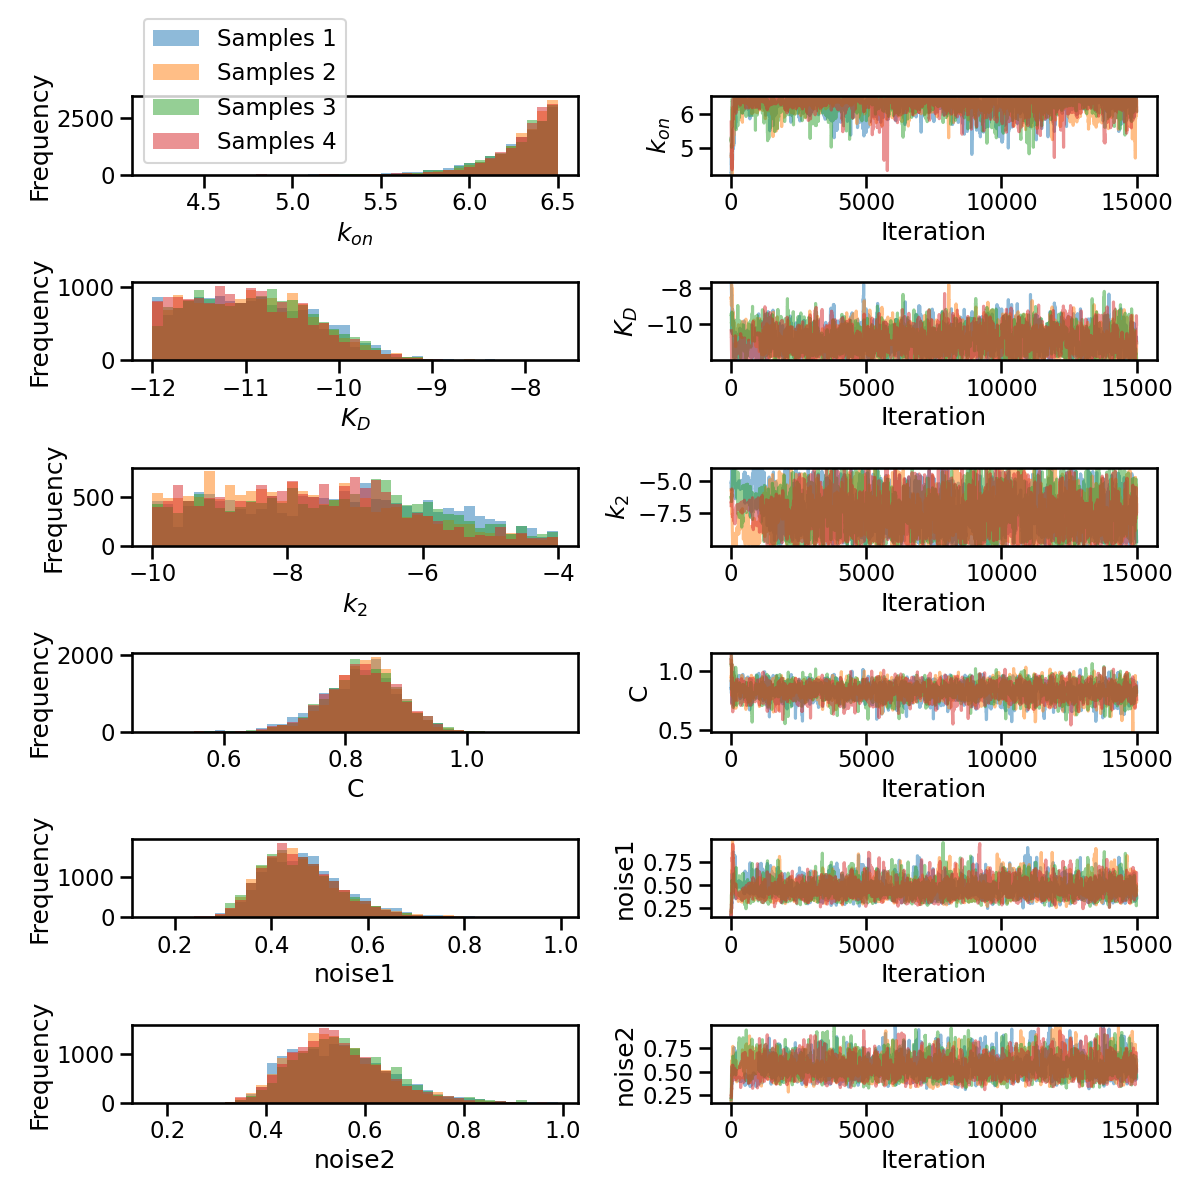 Samples 1
Samples 2
Samples 3
Samples 4
Frequency
2500
0
4.5 5.0 5.5 6.0 6.5
k_on
k_on
6
5
0 5000 10000 15000
Iteration
Frequency
1000
0
−12 −11 −10 −9 −8
K_D
K_D
−8
−10
0 5000 10000 15000
Iteration
Frequency
500
0
−10 −8 −6 −4
k_2
k_2
−5.0
−7.5
0 5000 10000 15000
Iteration
Frequency
2000
0
0.6 0.8 1.0
C
C
1.0
0.5
0 5000 10000 15000
Iteration
Frequency
1000
0
0.2 0.4 0.6 0.8 1.0
noise1
noise1
0.75
0.50
0.25
0 5000 10000 15000
Iteration
Frequency
1000
0
0.2 0.4 0.6 0.8 1.0
noise2
noise2
0.75
0.50
0.25
0 5000 10000 15000
Iteration